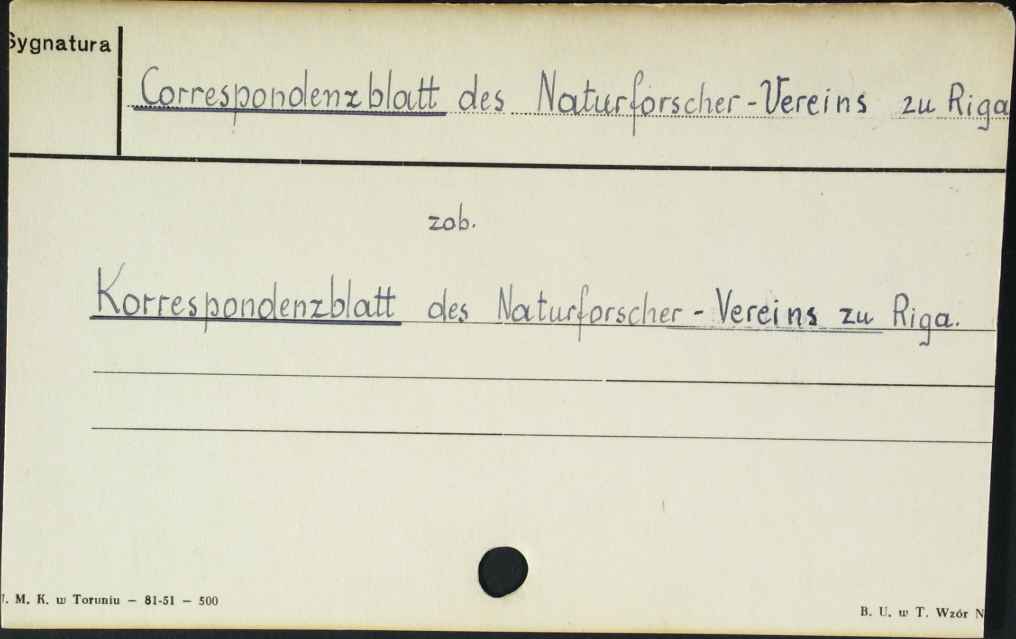 Sygnatura
Correspondenzblatt des Naturforscher-Vereins zu Riga
zob.
Korrespondenzblatt des Naturforscher-Vereins zu Riga.
. M. K. w Toruniu — 81-51 — 500
B. U. w T. Wzór N